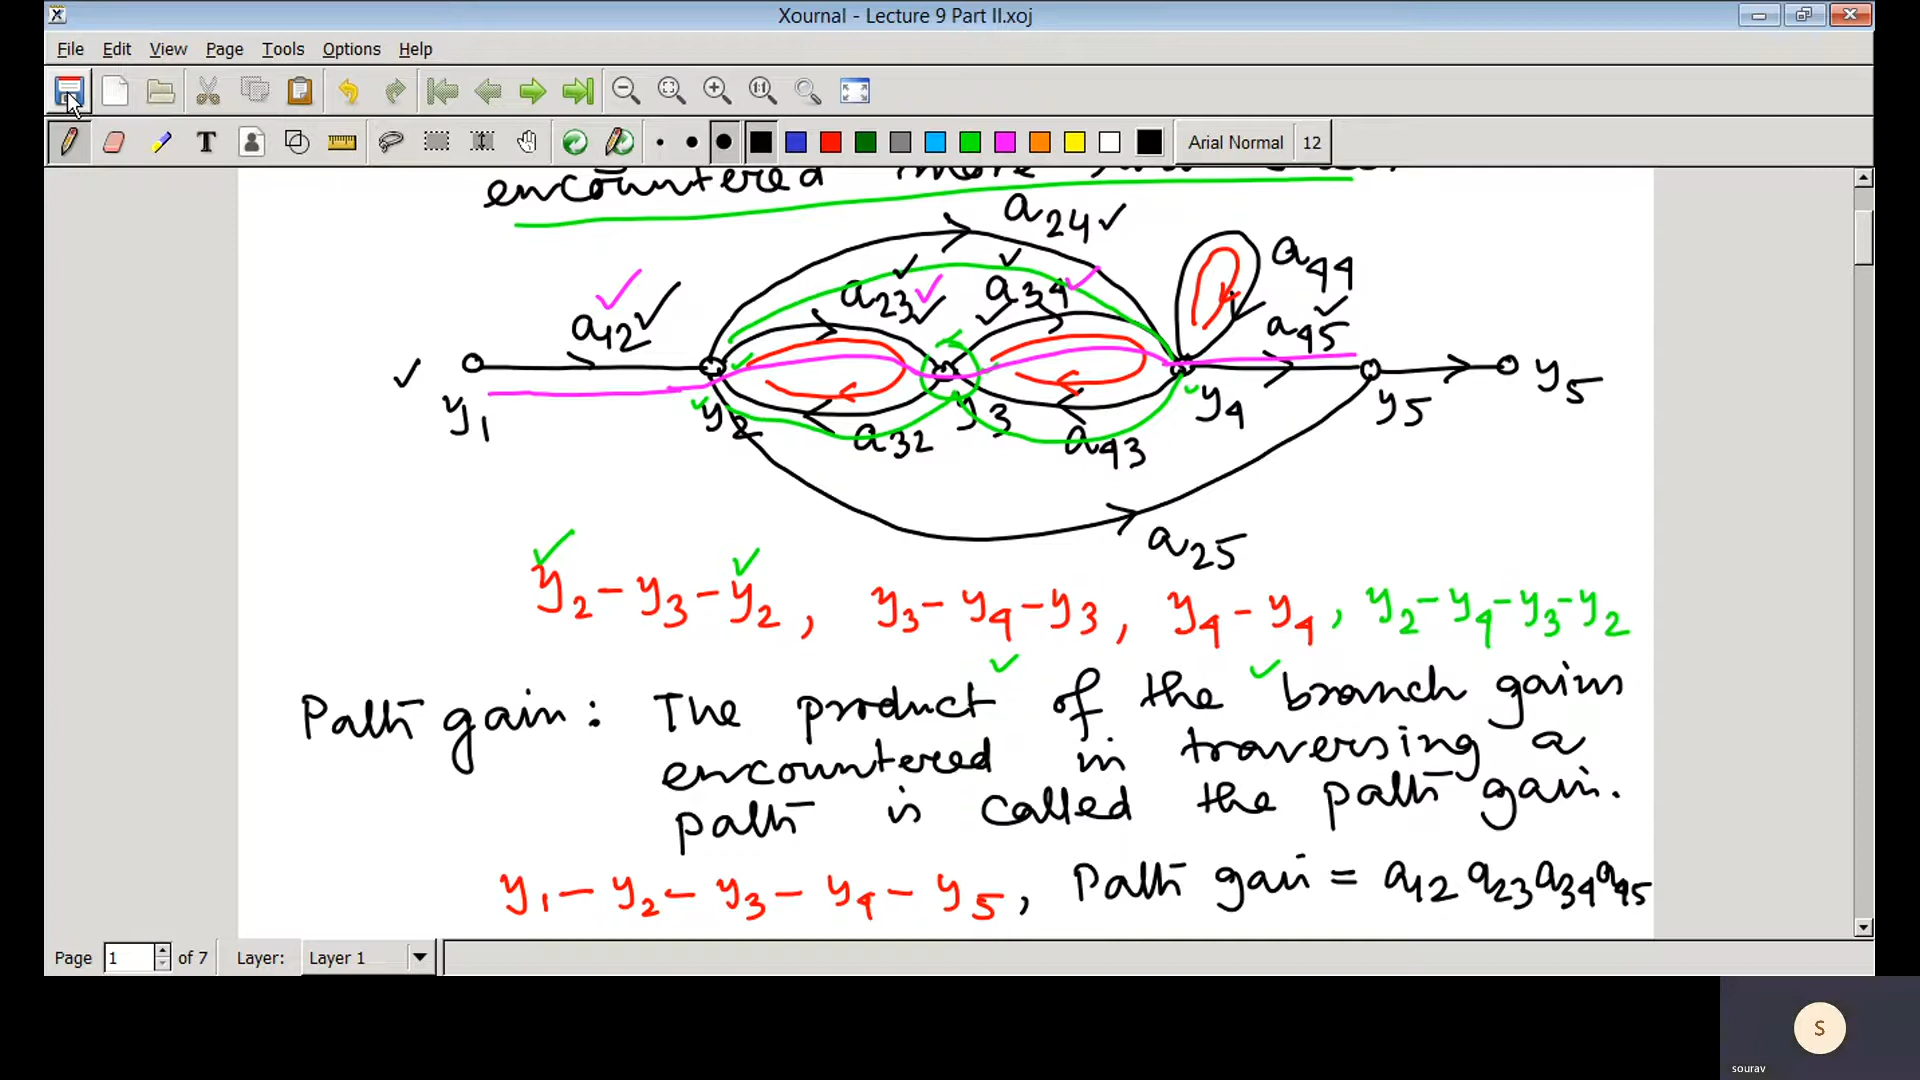 Xournal - Lecture 9 Part II.xoj
File Edit View Page Tools Options Help
Arial Normal 12
encountered more
a24
a44
a23 a34
a12 a45
y1 y2 y3 y4 y5 y5
a32 a43
a25
y2 - y3 - y2, y3 - y4 - y3, y4 - y4, y2 - y4 - y3 - y2
Path gain: The product of the branch gains
encountered in traversing a
path is called the path gain.
y1 - y2 - y3 - y4 - y5, Path gain = a12 a23 a34 a45
Page 1 of 7 Layer: Layer 1
S
sourav